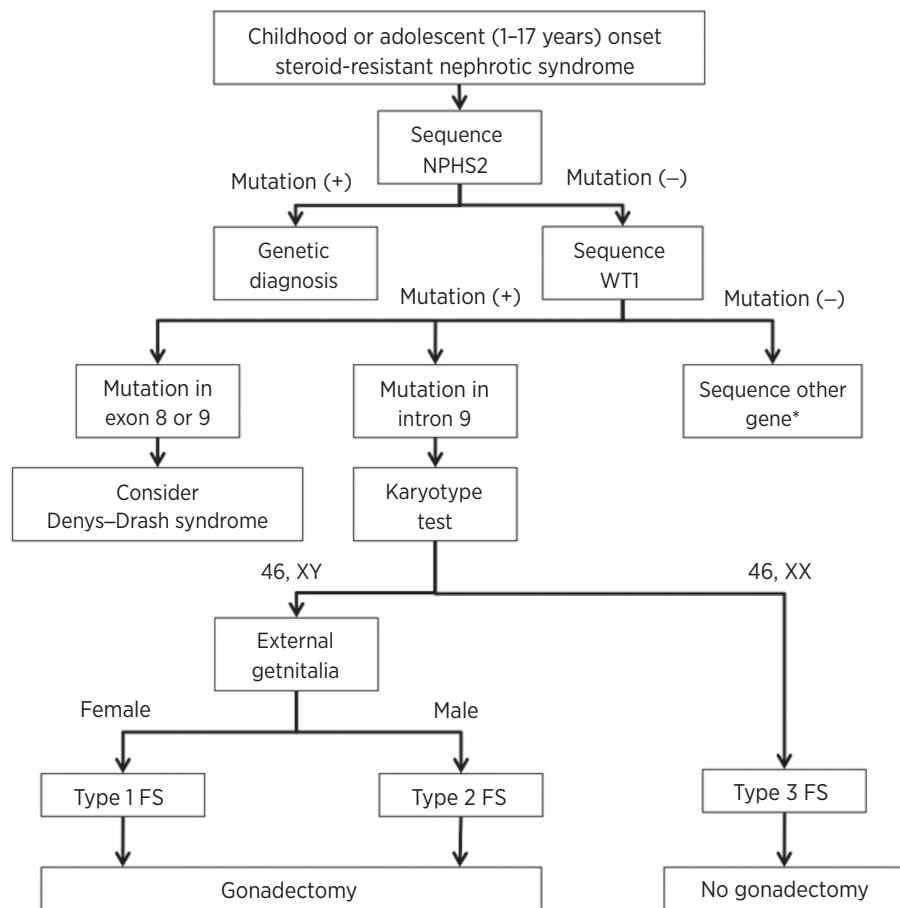 Childhood or adolescent (1–17 years) onset
steroid-resistant nephrotic syndrome
Sequence
NPHS2
Mutation (+)
Mutation (–)
Genetic
diagnosis
Sequence
WT1
Mutation (+)
Mutation (–)
Mutation in
exon 8 or 9
Mutation in
intron 9
Sequence other
gene*
Consider
Denys–Drash syndrome
Karyotype
test
46, XY
46, XX
External
getnitalia
Female
Male
Type 1 FS
Type 2 FS
Type 3 FS
Gonadectomy
No gonadectomy